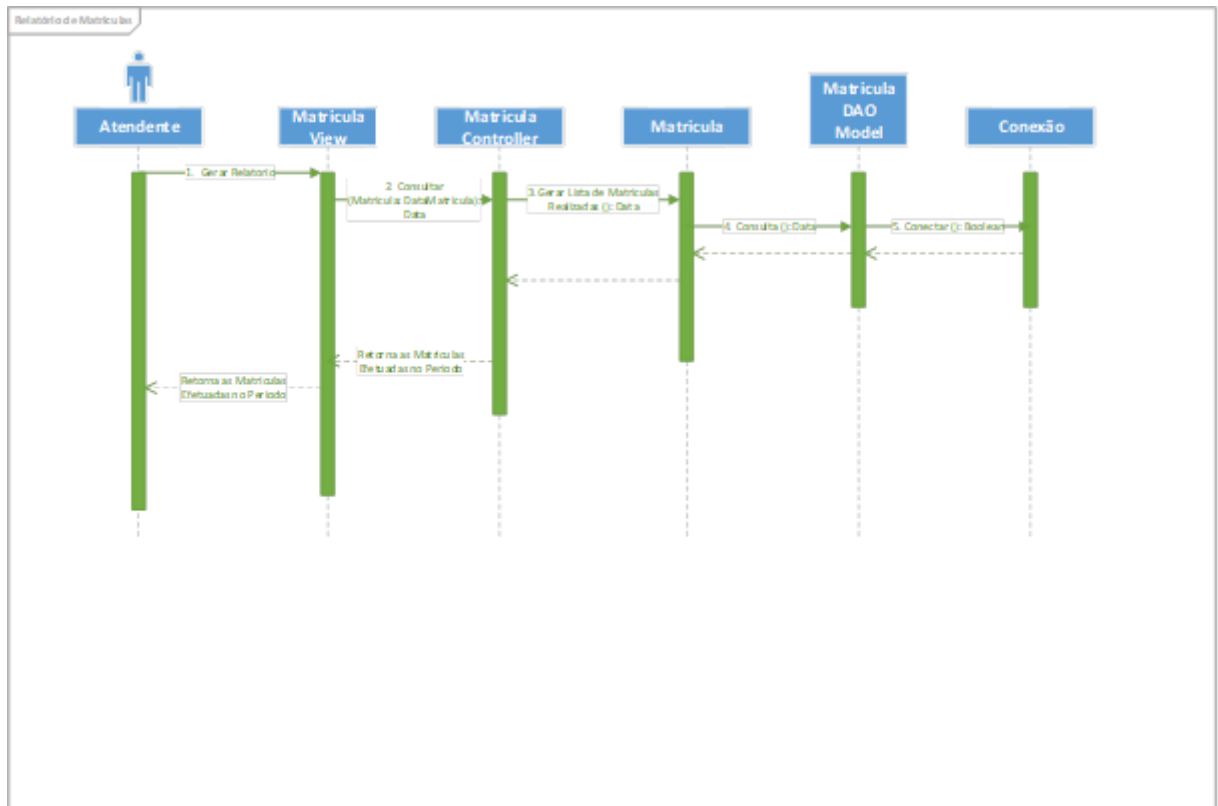 Relatório de Matrículas
Atendente
Matricula
View
Matricula
Controller
Matricula
Matricula
DAO
Model
Conexão
1. Gerar Relatorio
2. Consultar
(Matricula: DataMatricula):
Data
3.Gerar Lista de Matriculas
Realizadas (): Data
4. Consulta ():Data
5. Conectar (): Boolean
Retorna as Matriculas
Efetuadas no Periodo
Retorna as Matriculas
Efetuadas no Periodo